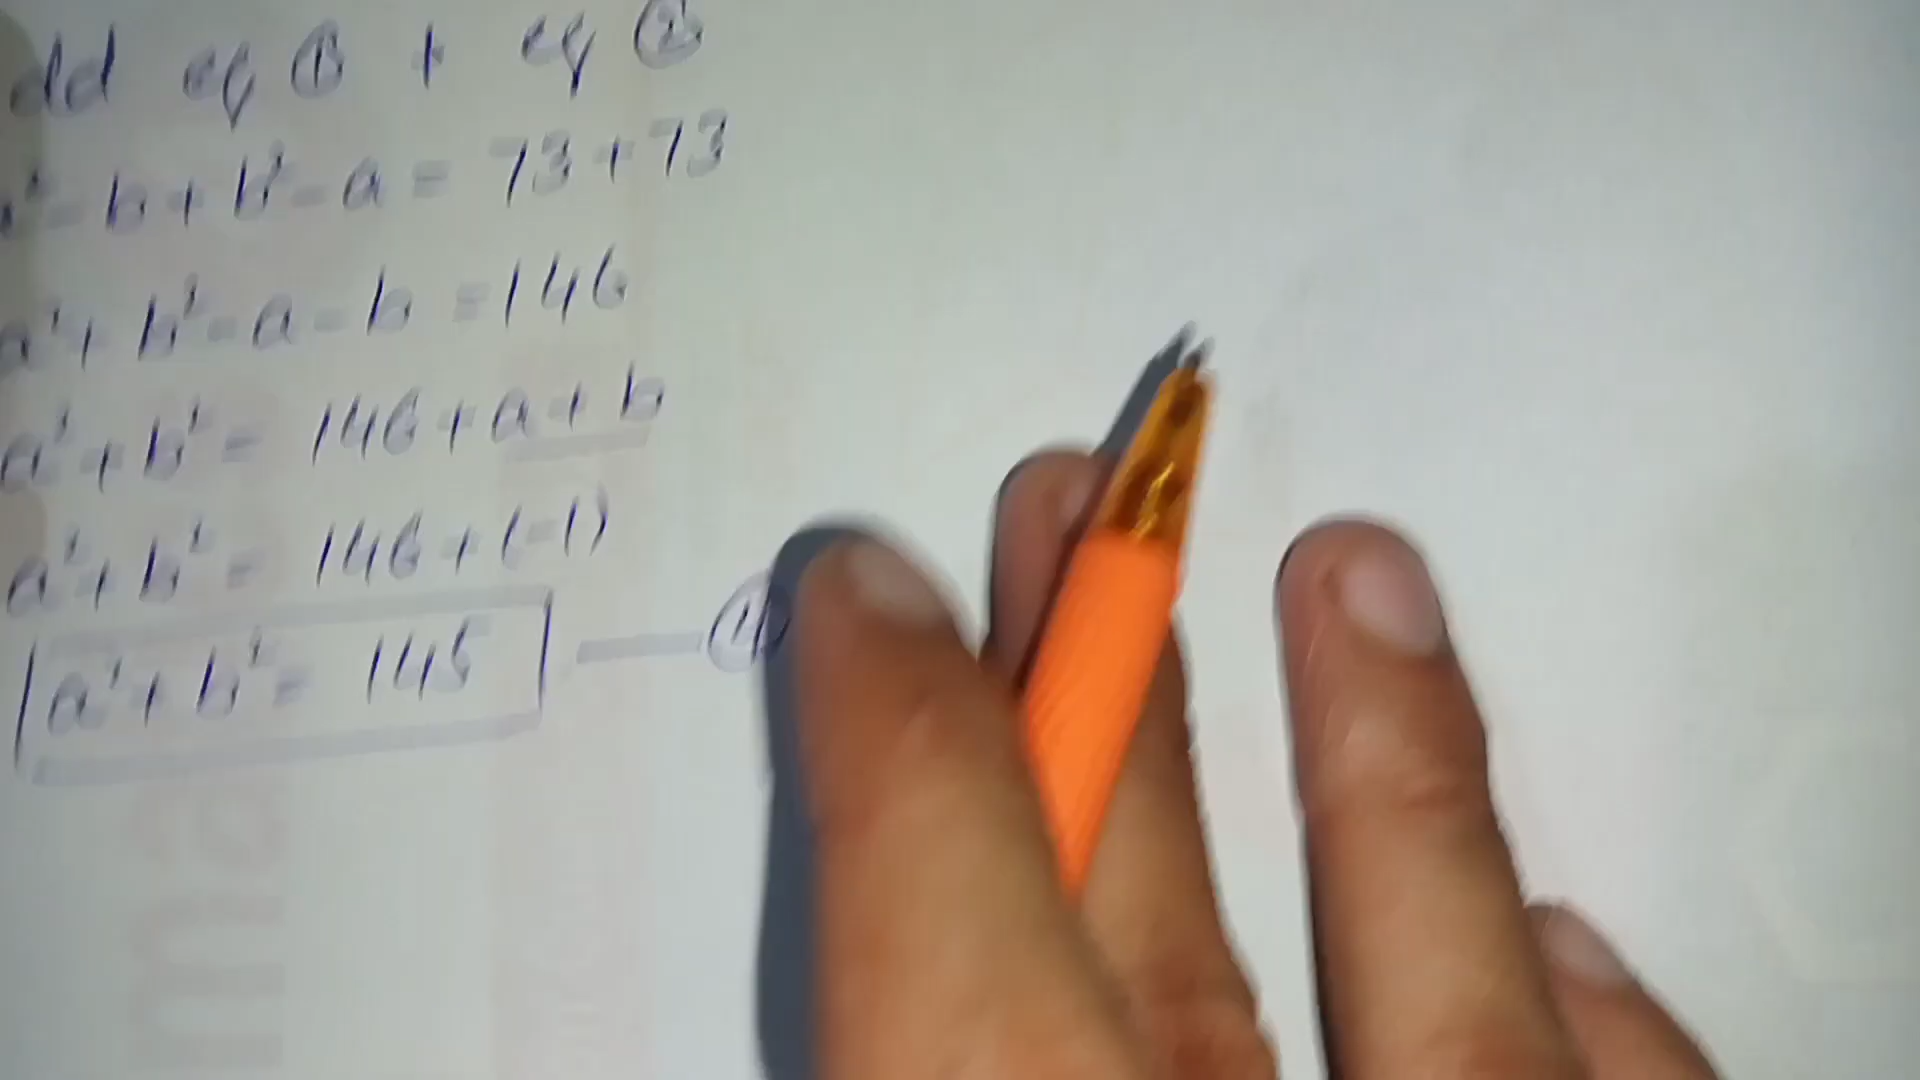 dd eq ① + eq ②
a² - b + b² - a = 73 + 73
a² + b² - a - b = 146
a² + b² = 146 + a + b
a² + b² = 146 + (-1)
a² + b² = 145